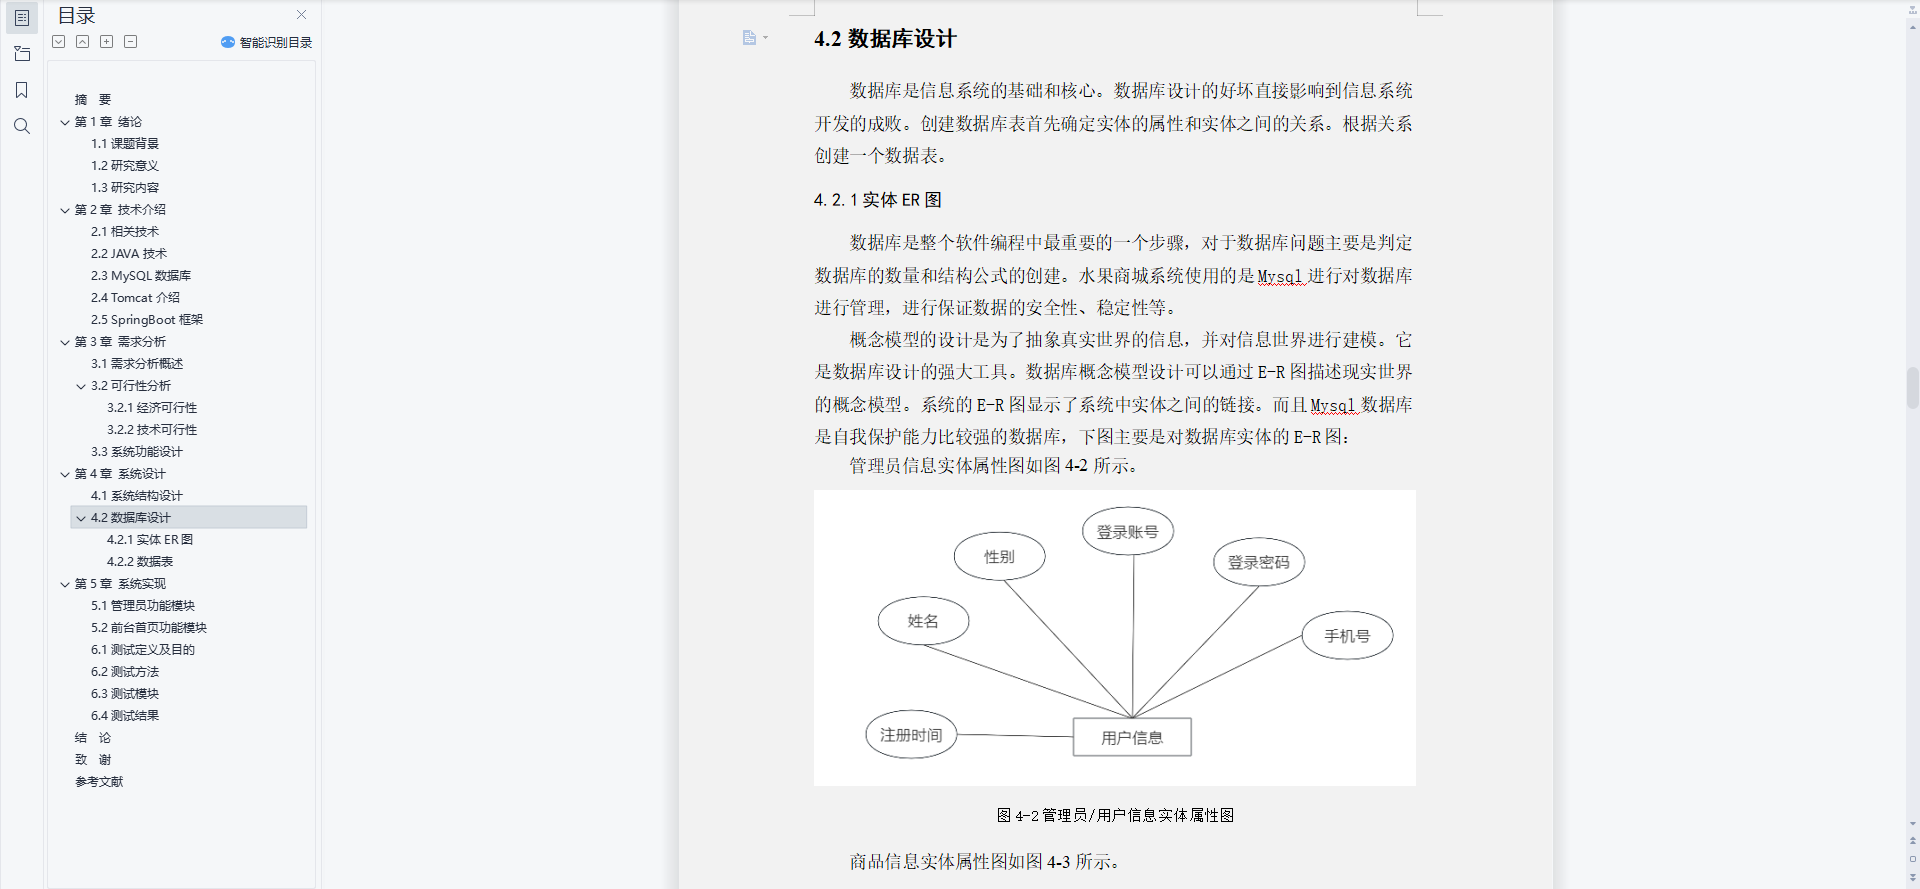 目录
智能识别目录
摘 要
第 1 章 绪论
1.1 课题背景
1.2 研究意义
1.3 研究内容
第 2 章 技术介绍
2.1 相关技术
2.2 JAVA 技术
2.3 MySQL 数据库
2.4 Tomcat 介绍
2.5 SpringBoot 框架
第 3 章 需求分析
3.1 需求分析概述
3.2 可行性分析
3.2.1 经济可行性
3.2.2 技术可行性
3.3 系统功能设计
第 4 章 系统设计
4.1 系统结构设计
4.2 数据库设计
4.2.1 实体 ER 图
4.2.2 数据表
第 5 章 系统实现
5.1 管理员功能模块
5.2 前台首页功能模块
6.1 测试定义及目的
6.2 测试方法
6.3 测试模块
6.4 测试结果
结 论
致 谢
参考文献
4.2 数据库设计
数据库是信息系统的基础和核心。数据库设计的好坏直接影响到信息系统
开发的成败。创建数据库表首先确定实体的属性和实体之间的关系。根据关系
创建一个数据表。
4.2.1 实体 ER 图
数据库是整个软件编程中最重要的一个步骤，对于数据库问题主要是判定
数据库的数量和结构公式的创建。水果商城系统使用的是 Mysql 进行对数据库
进行管理，进行保证数据的安全性、稳定性等。
概念模型的设计是为了抽象真实世界的信息，并对信息世界进行建模。它
是数据库设计的强大工具。数据库概念模型设计可以通过 E-R 图描述现实世界
的概念模型。系统的 E-R 图显示了系统中实体之间的链接。而且 Mysql 数据库
是自我保护能力比较强的数据库，下图主要是对数据库实体的 E-R 图：
管理员信息实体属性图如图 4-2 所示。
登录账号
性别
登录密码
姓名
手机号
注册时间
用户信息
图 4-2 管理员/用户信息实体属性图
商品信息实体属性图如图 4-3 所示。